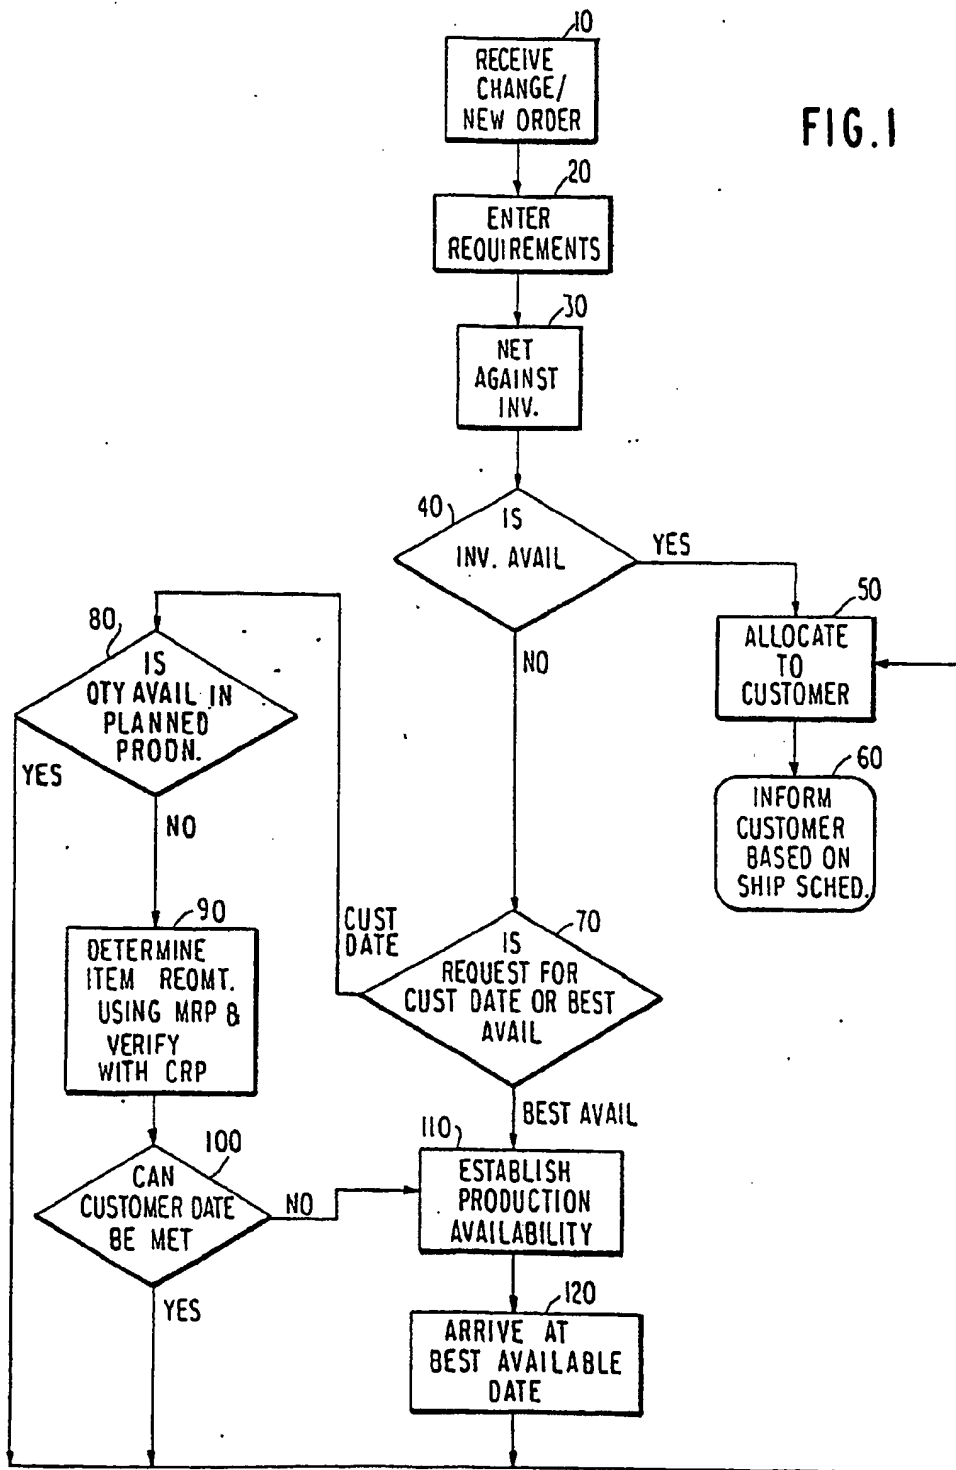 10
RECEIVE
CHANGE/
NEW ORDER
FIG.1
20
ENTER
REQUIREMENTS
30
NET
AGAINST
INV.
40
IS
INV. AVAIL
YES
NO
50
ALLOCATE
TO
CUSTOMER
60
INFORM
CUSTOMER
BASED ON
SHIP SCHED.
80
IS
QTY AVAIL IN
PLANNED
PRODN.
YES
NO
CUST
DATE
70
IS
REQUEST FOR
CUST DATE OR BEST
AVAIL
90
DETERMINE
ITEM REQMT.
USING MRP &
VERIFY
WITH CRP
BEST AVAIL
100
CAN
CUSTOMER DATE
BE MET
NO
YES
110
ESTABLISH
PRODUCTION
AVAILABILITY
120
ARRIVE AT
BEST AVAILABLE
DATE